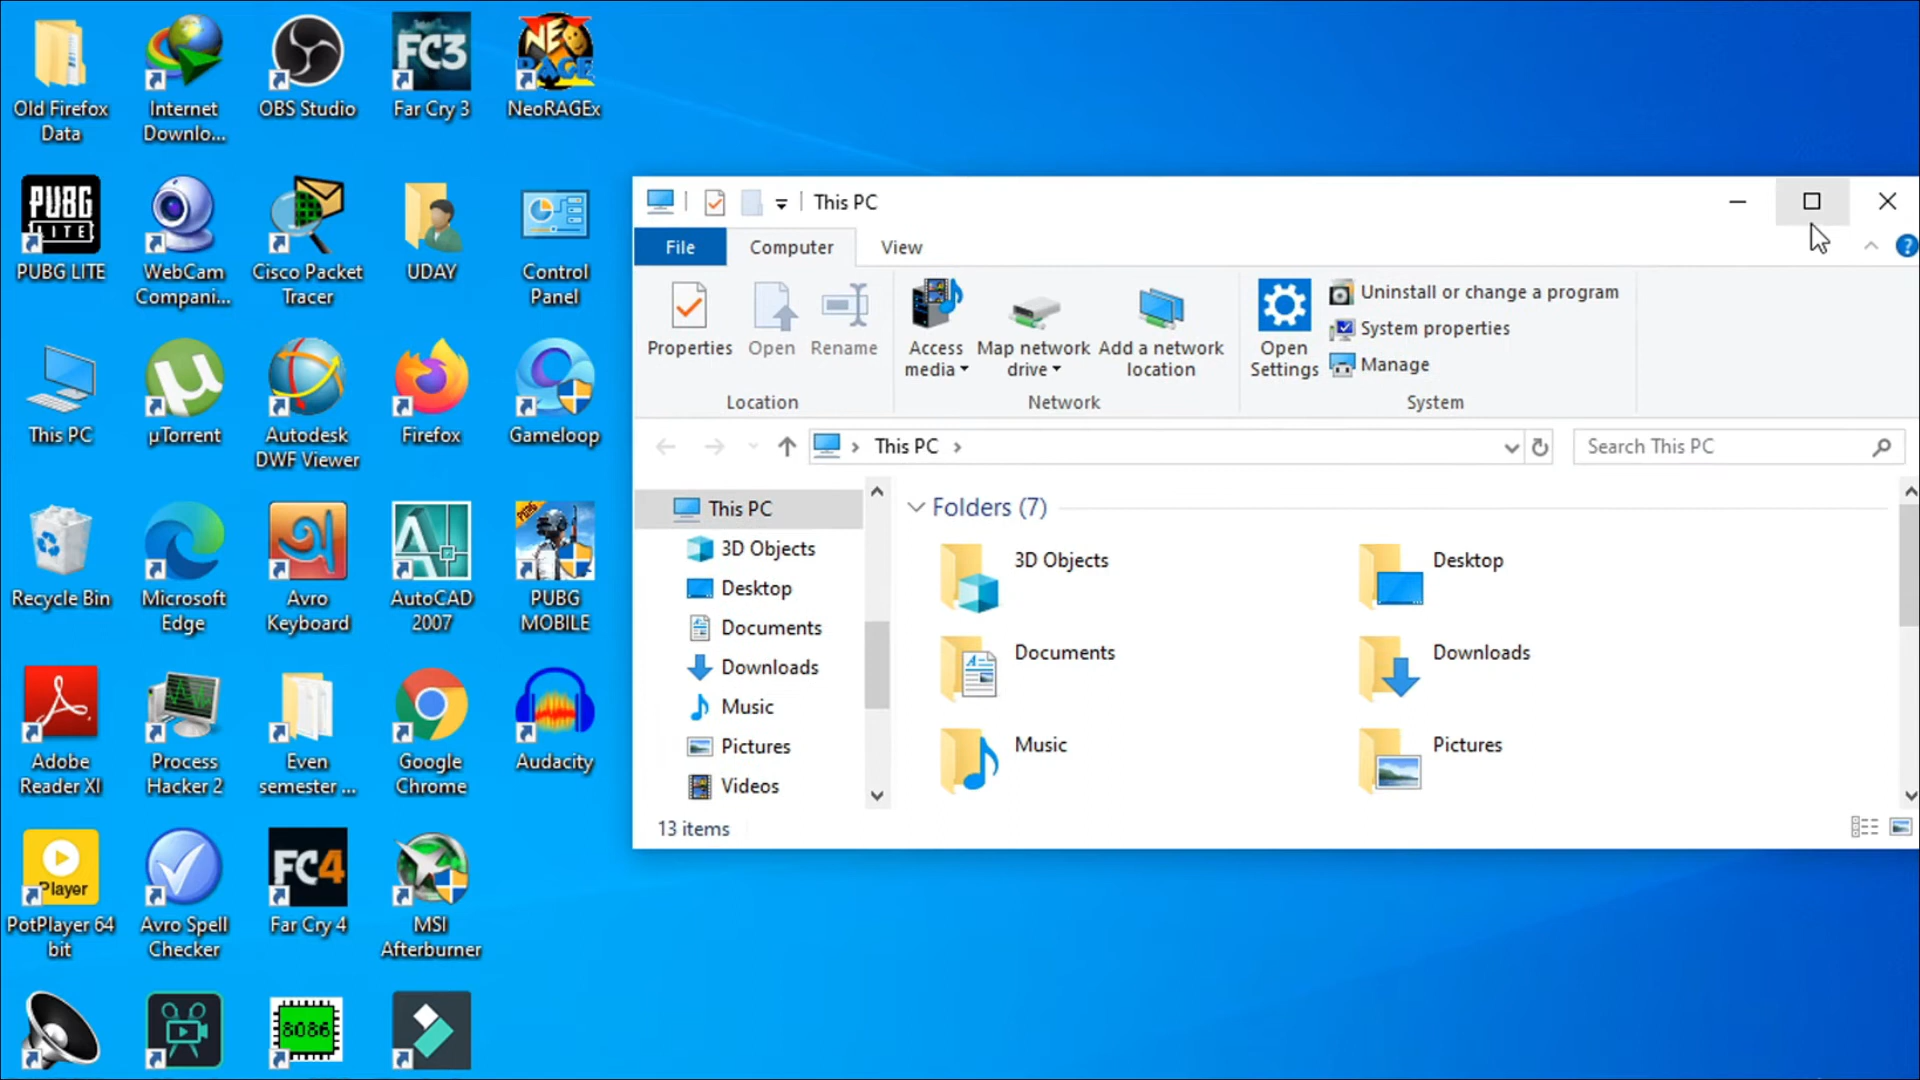 Old Firefox
Data
Internet
Downlo...
OBS Studio
FC3
Far Cry 3
NEO
RAGE
NeoRAGEx
PUBG
LITE
PUBG LITE
WebCam
Compani...
Cisco Packet
Tracer
UDAY
Control
Panel
This PC
µTorrent
Autodesk
DWF Viewer
Firefox
Gameloop
Recycle Bin
Microsoft
Edge
অ
Avro
Keyboard
AutoCAD
2007
PUBG
PUBG
MOBILE
Adobe
Reader XI
Process
Hacker 2
Even
semester ...
Google
Chrome
Audacity
Player
PotPlayer 64
bit
Avro Spell
Checker
FC4
Far Cry 4
MSI
Afterburner
8086
This PC
File
Computer
View
Properties
Open
Rename
Location
Access
media
Map network
drive
Add a network
location
Network
Open
Settings
Uninstall or change a program
System properties
Manage
System
This PC
Search This PC
This PC
3D Objects
Desktop
Documents
Downloads
Music
Pictures
Videos
Folders (7)
3D Objects
Desktop
Documents
Downloads
Music
Pictures
13 items